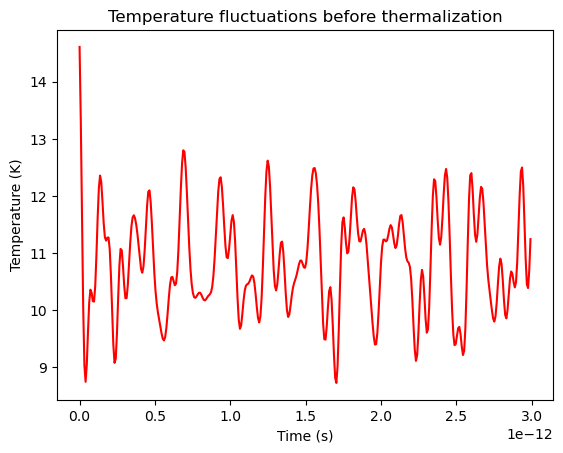 Temperature fluctuations before thermalization
Temperature (K)
14
13
12
11
10
9
0.0 0.5 1.0 1.5 2.0 2.5 3.0
Time (s)
1e−12